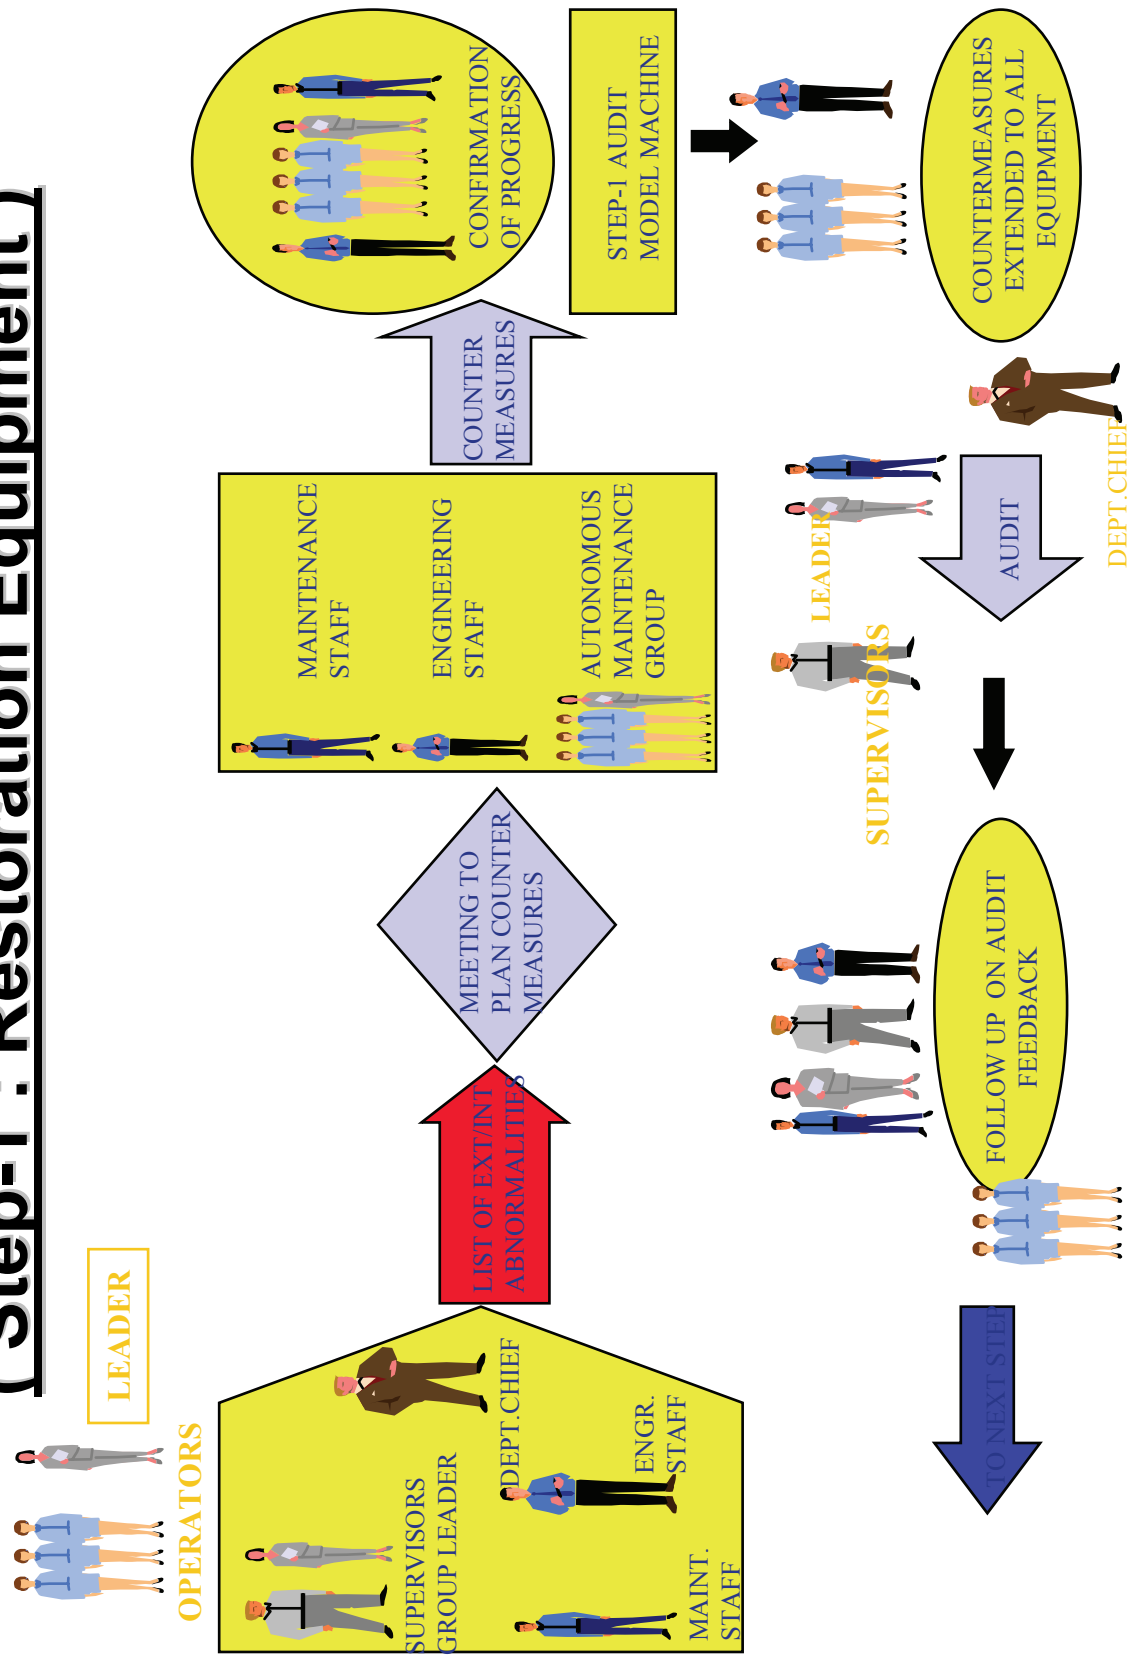 ( Step-1 : Restoration Equipment )
LEADER
OPERATORS
SUPERVISORS
GROUP LEADER
DEPT.CHIEF
MAINT.
STAFF
ENGR.
STAFF
LIST OF EXT/INT
ABNORMALITIES
MEETING TO
PLAN COUNTER
MEASURES
MAINTENANCE
STAFF
ENGINEERING
STAFF
AUTONOMOUS
MAINTENANCE
GROUP
COUNTER
MEASURES
CONFIRMATION
OF PROGRESS
STEP-1 AUDIT
MODEL MACHINE
COUNTERMEASURES
EXTENDED TO ALL
EQUIPMENT
DEPT.CHIEF
LEADER
AUDIT
SUPERVISORS
FOLLOW UP ON AUDIT
FEEDBACK
TO NEXT STEP